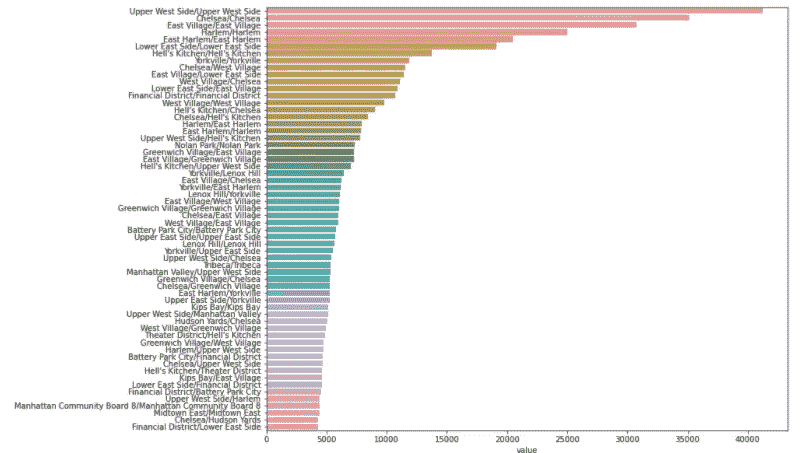 Upper West Side/Upper West Side
Chelsea/Chelsea
East Village/East Village
Harlem/Harlem
East Harlem/East Harlem
Lower East Side/Lower East Side
Hell's Kitchen/Hell's Kitchen
Yorkville/Yorkville
Chelsea/West Village
East Village/Lower East Side
West Village/Chelsea
Lower East Side/East Village
Financial District/Financial District
West Village/West Village
Hell's Kitchen/Chelsea
Chelsea/Hell's Kitchen
Harlem/East Harlem
East Harlem/Harlem
Upper West Side/Hell's Kitchen
Nolan Park/Nolan Park
Greenwich Village/East Village
East Village/Greenwich Village
Hell's Kitchen/Upper West Side
Yorkville/Lenox Hill
East Village/Chelsea
Yorkville/East Harlem
Lenox Hill/Yorkville
East Village/West Village
Greenwich Village/Greenwich Village
Chelsea/East Village
West Village/East Village
Battery Park City/Battery Park City
Upper East Side/Upper East Side
Lenox Hill/Lenox Hill
Yorkville/Upper East Side
Upper West Side/Chelsea
Tribeca/Tribeca
Manhattan Valley/Upper West Side
Greenwich Village/Chelsea
Chelsea/Greenwich Village
East Harlem/Yorkville
Upper East Side/Yorkville
Kips Bay/Kips Bay
Upper West Side/Manhattan Valley
Hudson Yards/Chelsea
West Village/Greenwich Village
Theater District/Hell's Kitchen
Greenwich Village/West Village
Harlem/Upper West Side
Battery Park City/Financial District
Chelsea/Upper West Side
Hell's Kitchen/Theater District
Kips Bay/East Village
Lower East Side/Financial District
Financial District/Battery Park City
Upper West Side/Harlem
Manhattan Community Board 8/Manhattan Community Board 8
Midtown East/Midtown East
Chelsea/Hudson Yards
Financial District/Lower East Side
0 5000 10000 15000 20000 25000 30000 35000 40000
value